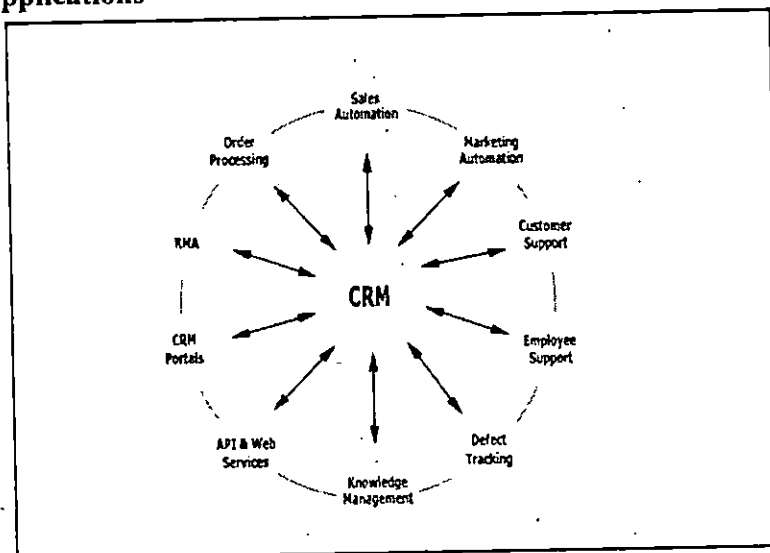 pplications
Sales
Automation
Marketing
Automation
Customer
Support
Employee
Support
Defect
Tracking
Knowledge
Management
API & Web
Services
CRM
Portals
RMA
Order
Processing
CRM